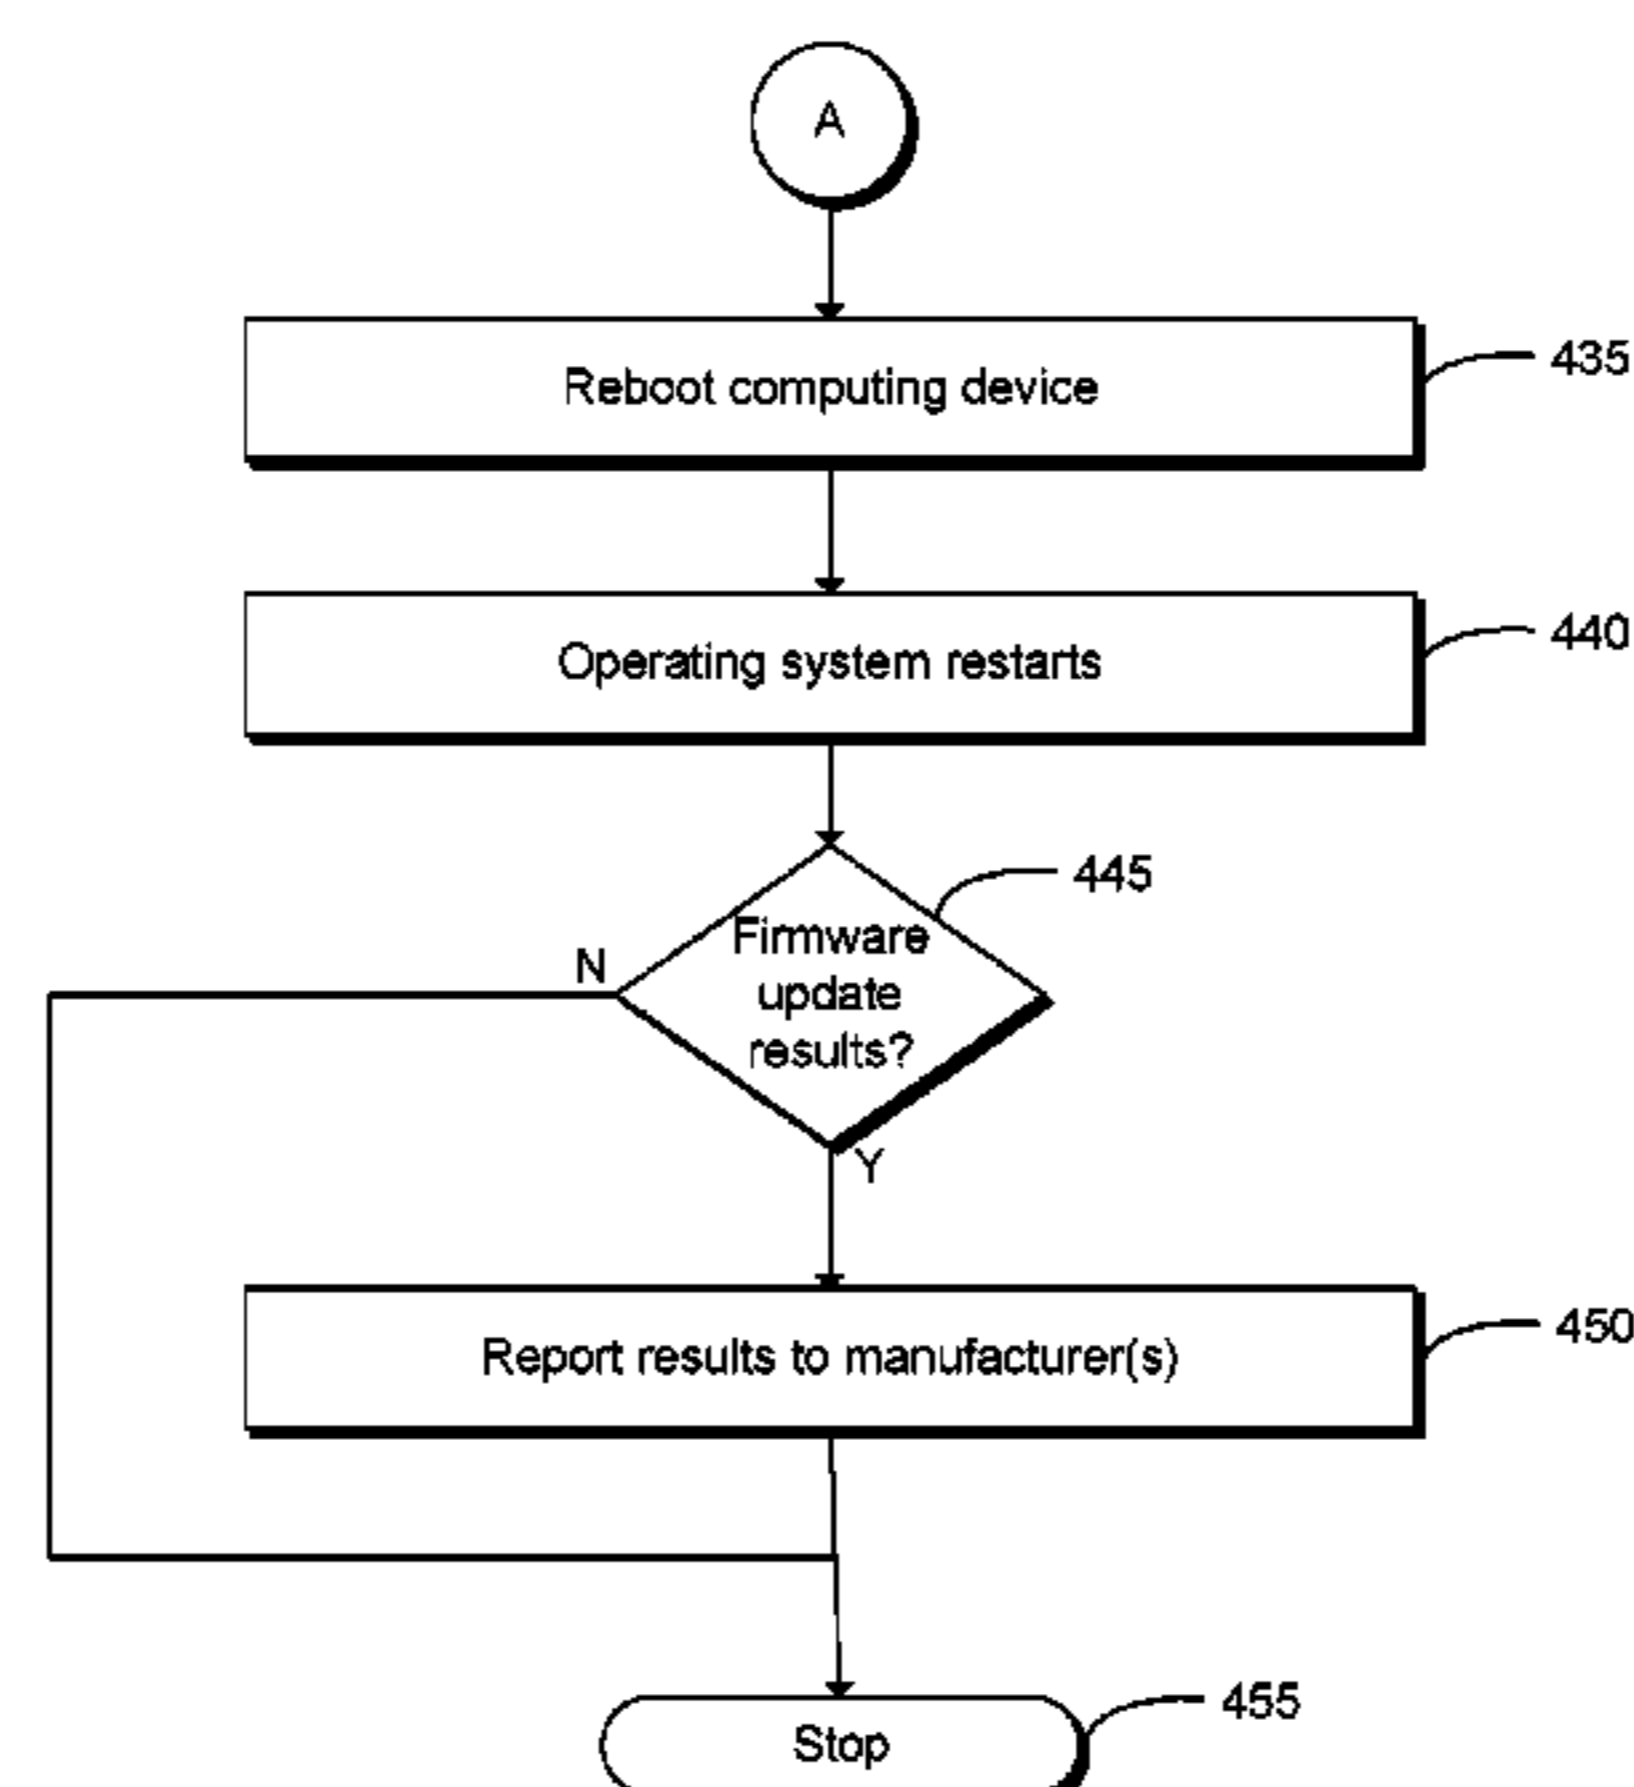 A
Reboot computing device
435
Operating system restarts
440
445
Firmware
update
results?
N
Y
Report results to manufacturer(s)
450
Stop
455